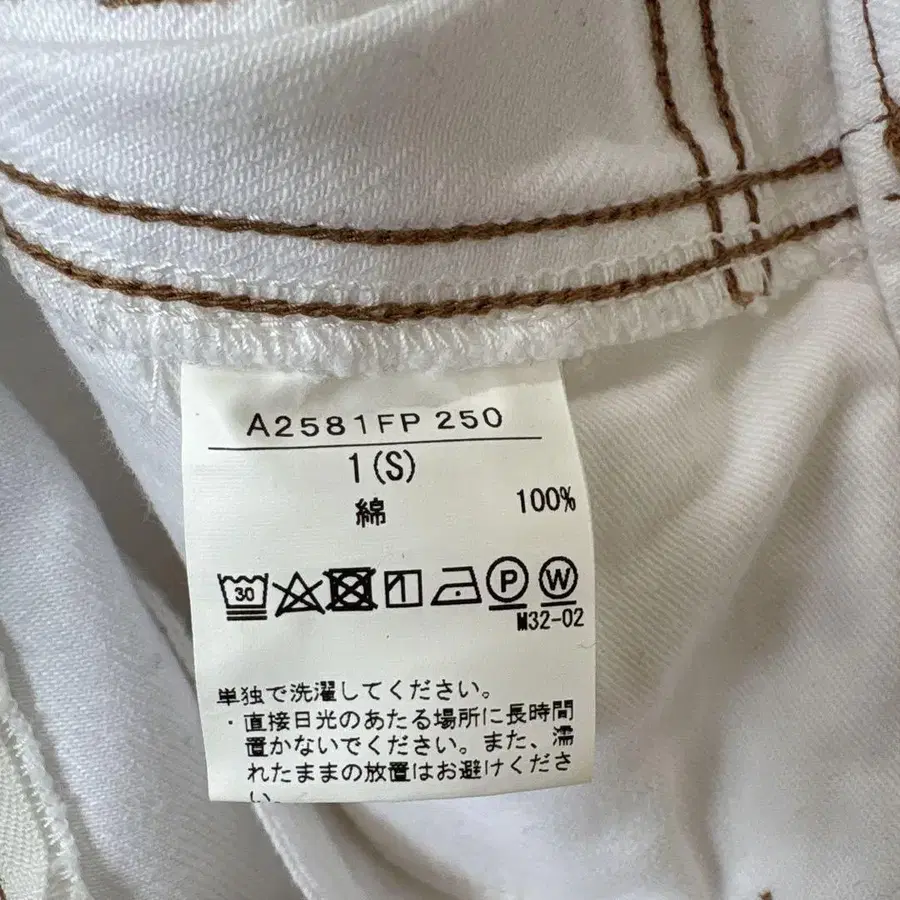 A2581FP 250
1(S)
綿 100%
30 P W
M32-02
単独で洗濯してください。
・直接日光のあたる場所に長時間
置かないでください。また、濡
れたままの放置はお避けくださ
い。